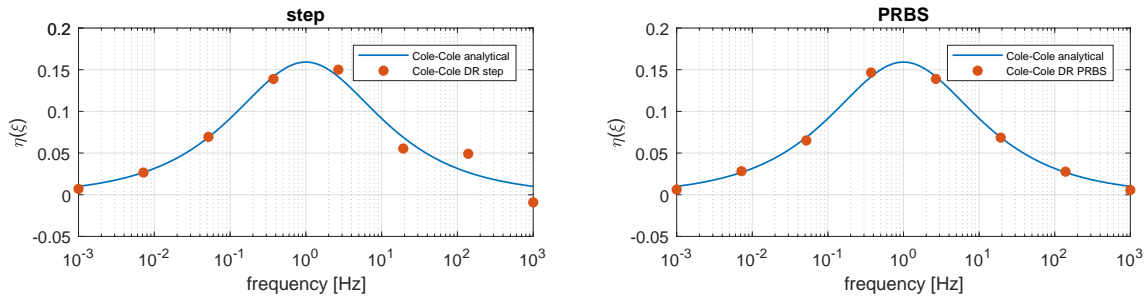 step
0.2
0.15
0.1
0.05
0
-0.05
η(ξ)
Cole-Cole analytical
Cole-Cole DR step
10^-3 10^-2 10^-1 10^0 10^1 10^2 10^3
frequency [Hz]
PRBS
0.2
0.15
0.1
0.05
0
-0.05
η(ξ)
Cole-Cole analytical
Cole-Cole DR PRBS
10^-3 10^-2 10^-1 10^0 10^1 10^2 10^3
frequency [Hz]